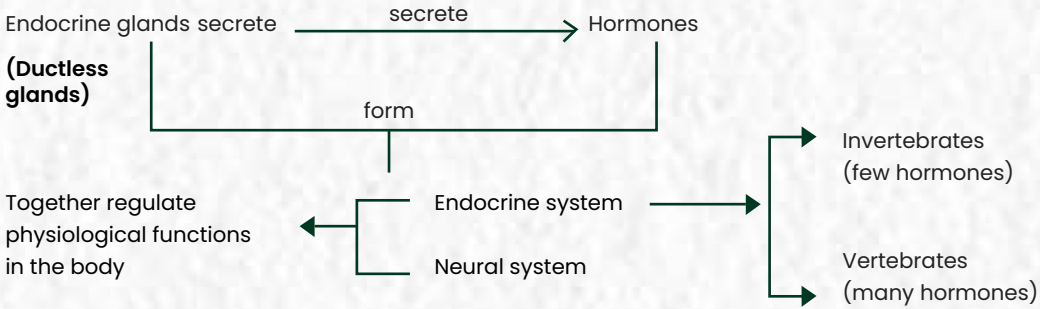 Endocrine glands secrete
secrete
Hormones
(Ductless
glands)
form
Together regulate
physiological functions
in the body
Endocrine system
Neural system
Invertebrates
(few hormones)
Vertebrates
(many hormones)